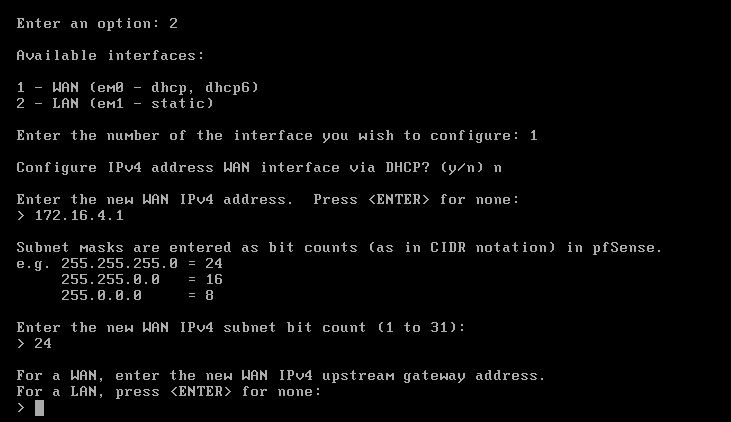 Enter an option: 2
Available interfaces:
1 - WAN (em0 - dhcp, dhcp6)
2 - LAN (em1 - static)
Enter the number of the interface you wish to configure: 1
Configure IPv4 address WAN interface via DHCP? (y/n) n
Enter the new WAN IPv4 address.  Press <ENTER> for none:
> 172.16.4.1
Subnet masks are entered as bit counts (as in CIDR notation) in pfSense.
e.g. 255.255.255.0 = 24
     255.255.0.0   = 16
     255.0.0.0     = 8
Enter the new WAN IPv4 subnet bit count (1 to 31):
> 24
For a WAN, enter the new WAN IPv4 upstream gateway address.
For a LAN, press <ENTER> for none:
>